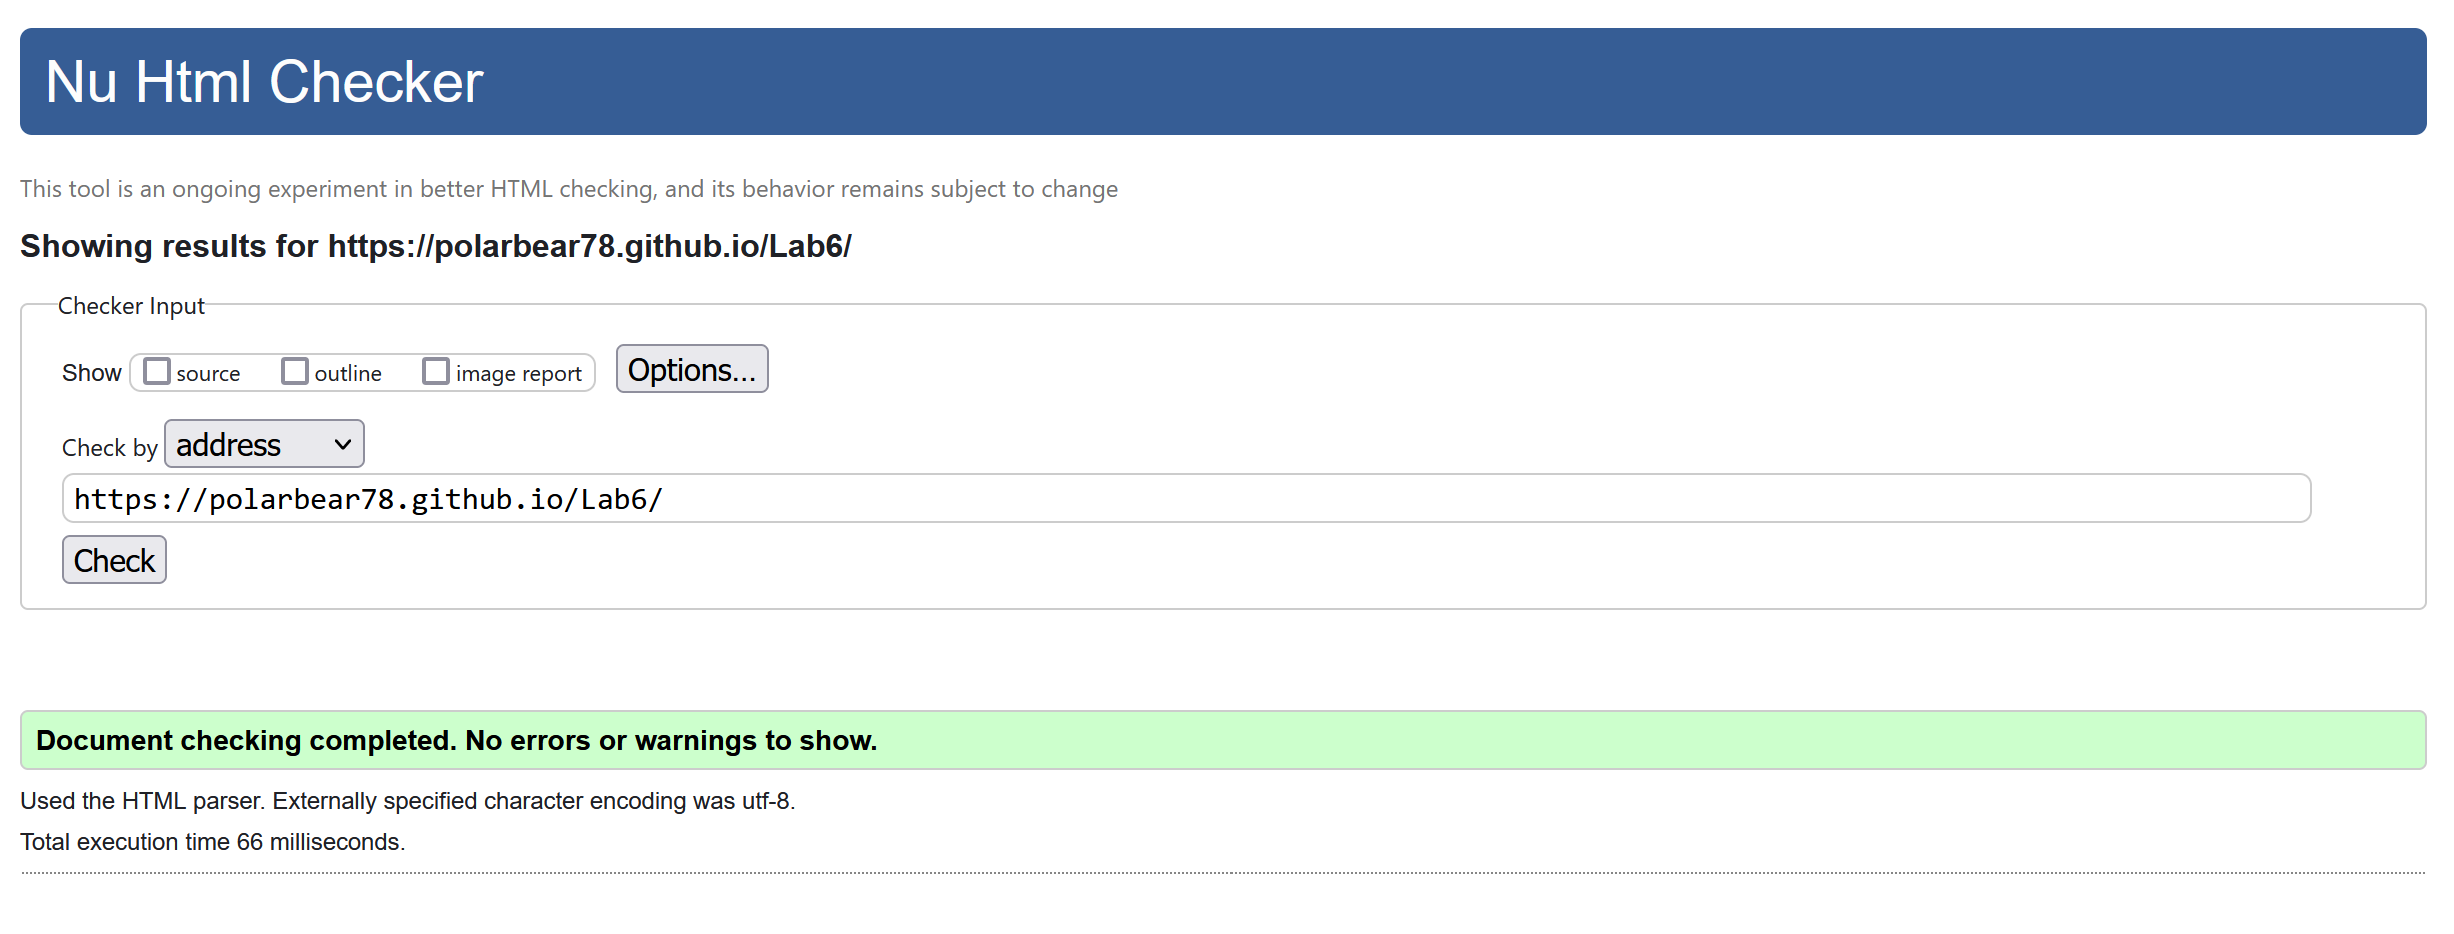 Nu Html Checker
This tool is an ongoing experiment in better HTML checking, and its behavior remains subject to change
Showing results for https://polarbear78.github.io/Lab6/
Checker Input
Show source outline image report Options...
Check by address
https://polarbear78.github.io/Lab6/
Check
Document checking completed. No errors or warnings to show.
Used the HTML parser. Externally specified character encoding was utf-8.
Total execution time 66 milliseconds.